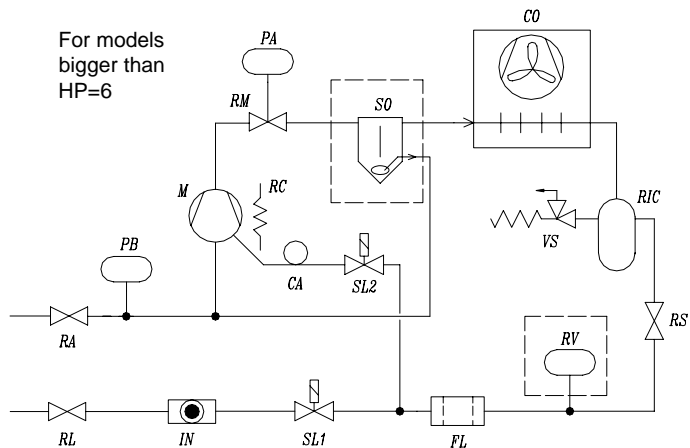 For models
bigger than
HP=6
PA
CO
RM
SO
M
RC
RIC
VS
PB
CA
SL2
RA
RS
RV
RL
IN
SL1
FL